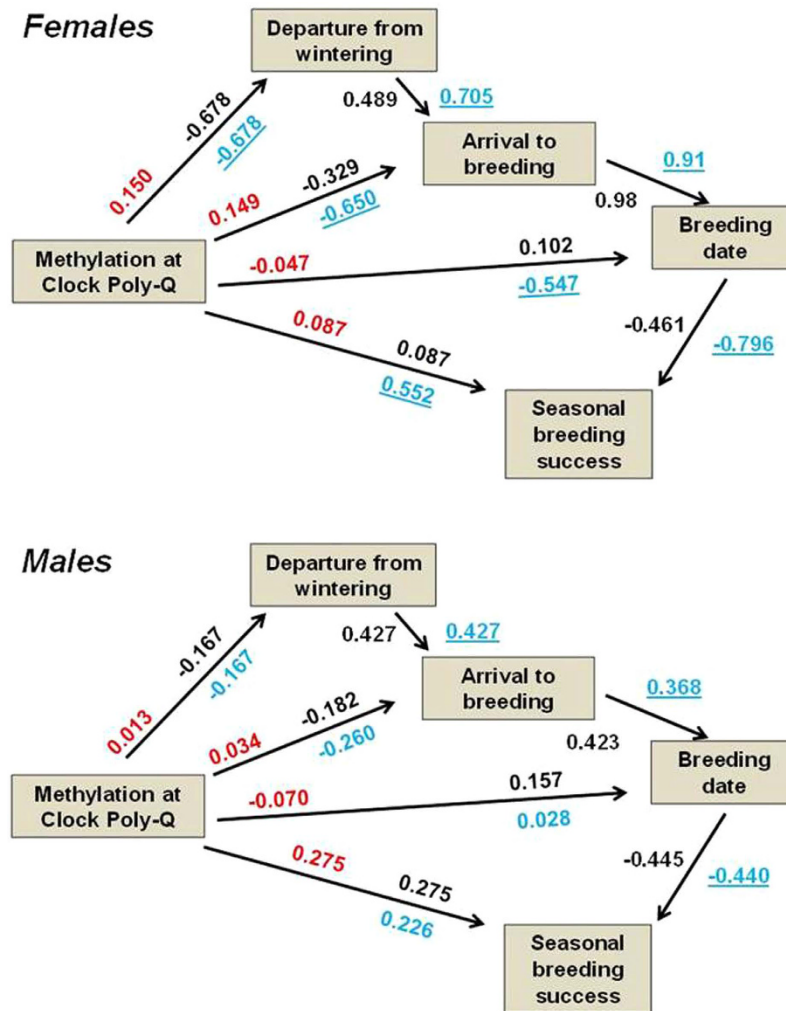 Females
Departure from
wintering
0.489
0.705
-0.678
-0.678
0.150
Arrival to
breeding
0.91
-0.329
-0.650
0.149
0.98
Methylation at
Clock Poly-Q
-0.047
0.102
-0.547
Breeding
date
0.087
0.087
0.552
-0.461
-0.796
Seasonal
breeding
success
Males
Departure from
wintering
0.427
0.427
-0.167
-0.167
0.013
Arrival to
breeding
0.368
-0.182
-0.260
0.034
0.423
Methylation at
Clock Poly-Q
-0.070
0.157
0.028
Breeding
date
0.275
0.275
0.226
-0.445
-0.440
Seasonal
breeding
success